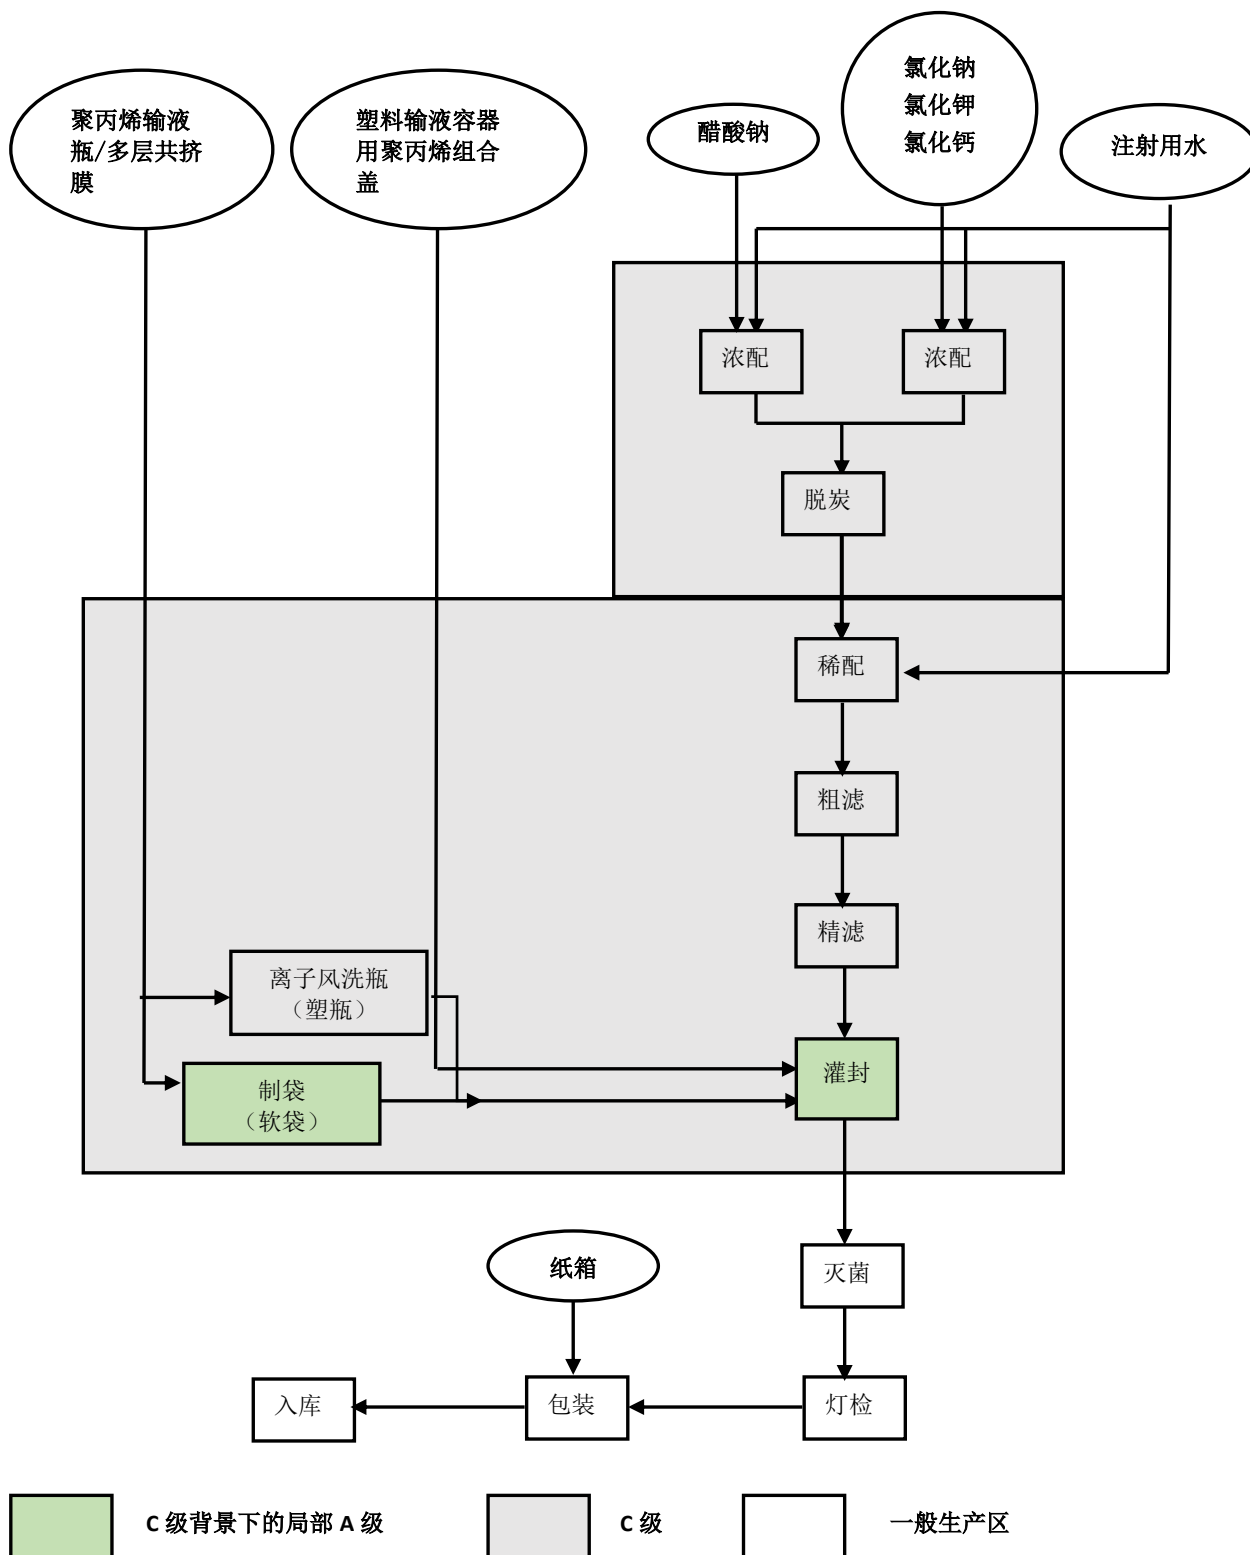 聚丙烯输液
瓶/多层共挤
膜
塑料输液容器
用聚丙烯组合
盖
醋酸钠
氯化钠
氯化钾
氯化钙
注射用水
浓配
浓配
脱炭
稀配
粗滤
精滤
离子风洗瓶
（塑瓶）
制袋
（软袋）
灌封
灭菌
纸箱
入库
包装
灯检
C 级背景下的局部 A 级
C 级
一般生产区